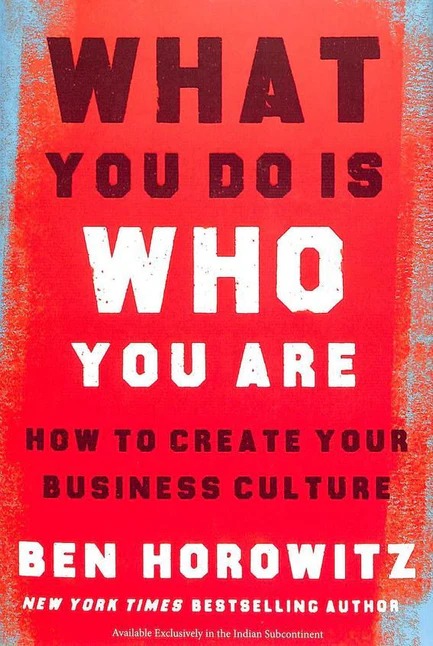 WHAT
YOU DO IS
WHO
YOU ARE
HOW TO CREATE YOUR
BUSINESS CULTURE
BEN HOROWITZ
NEW YORK TIMES BESTSELLING AUTHOR
Available Exclusively in the Indian Subcontinent